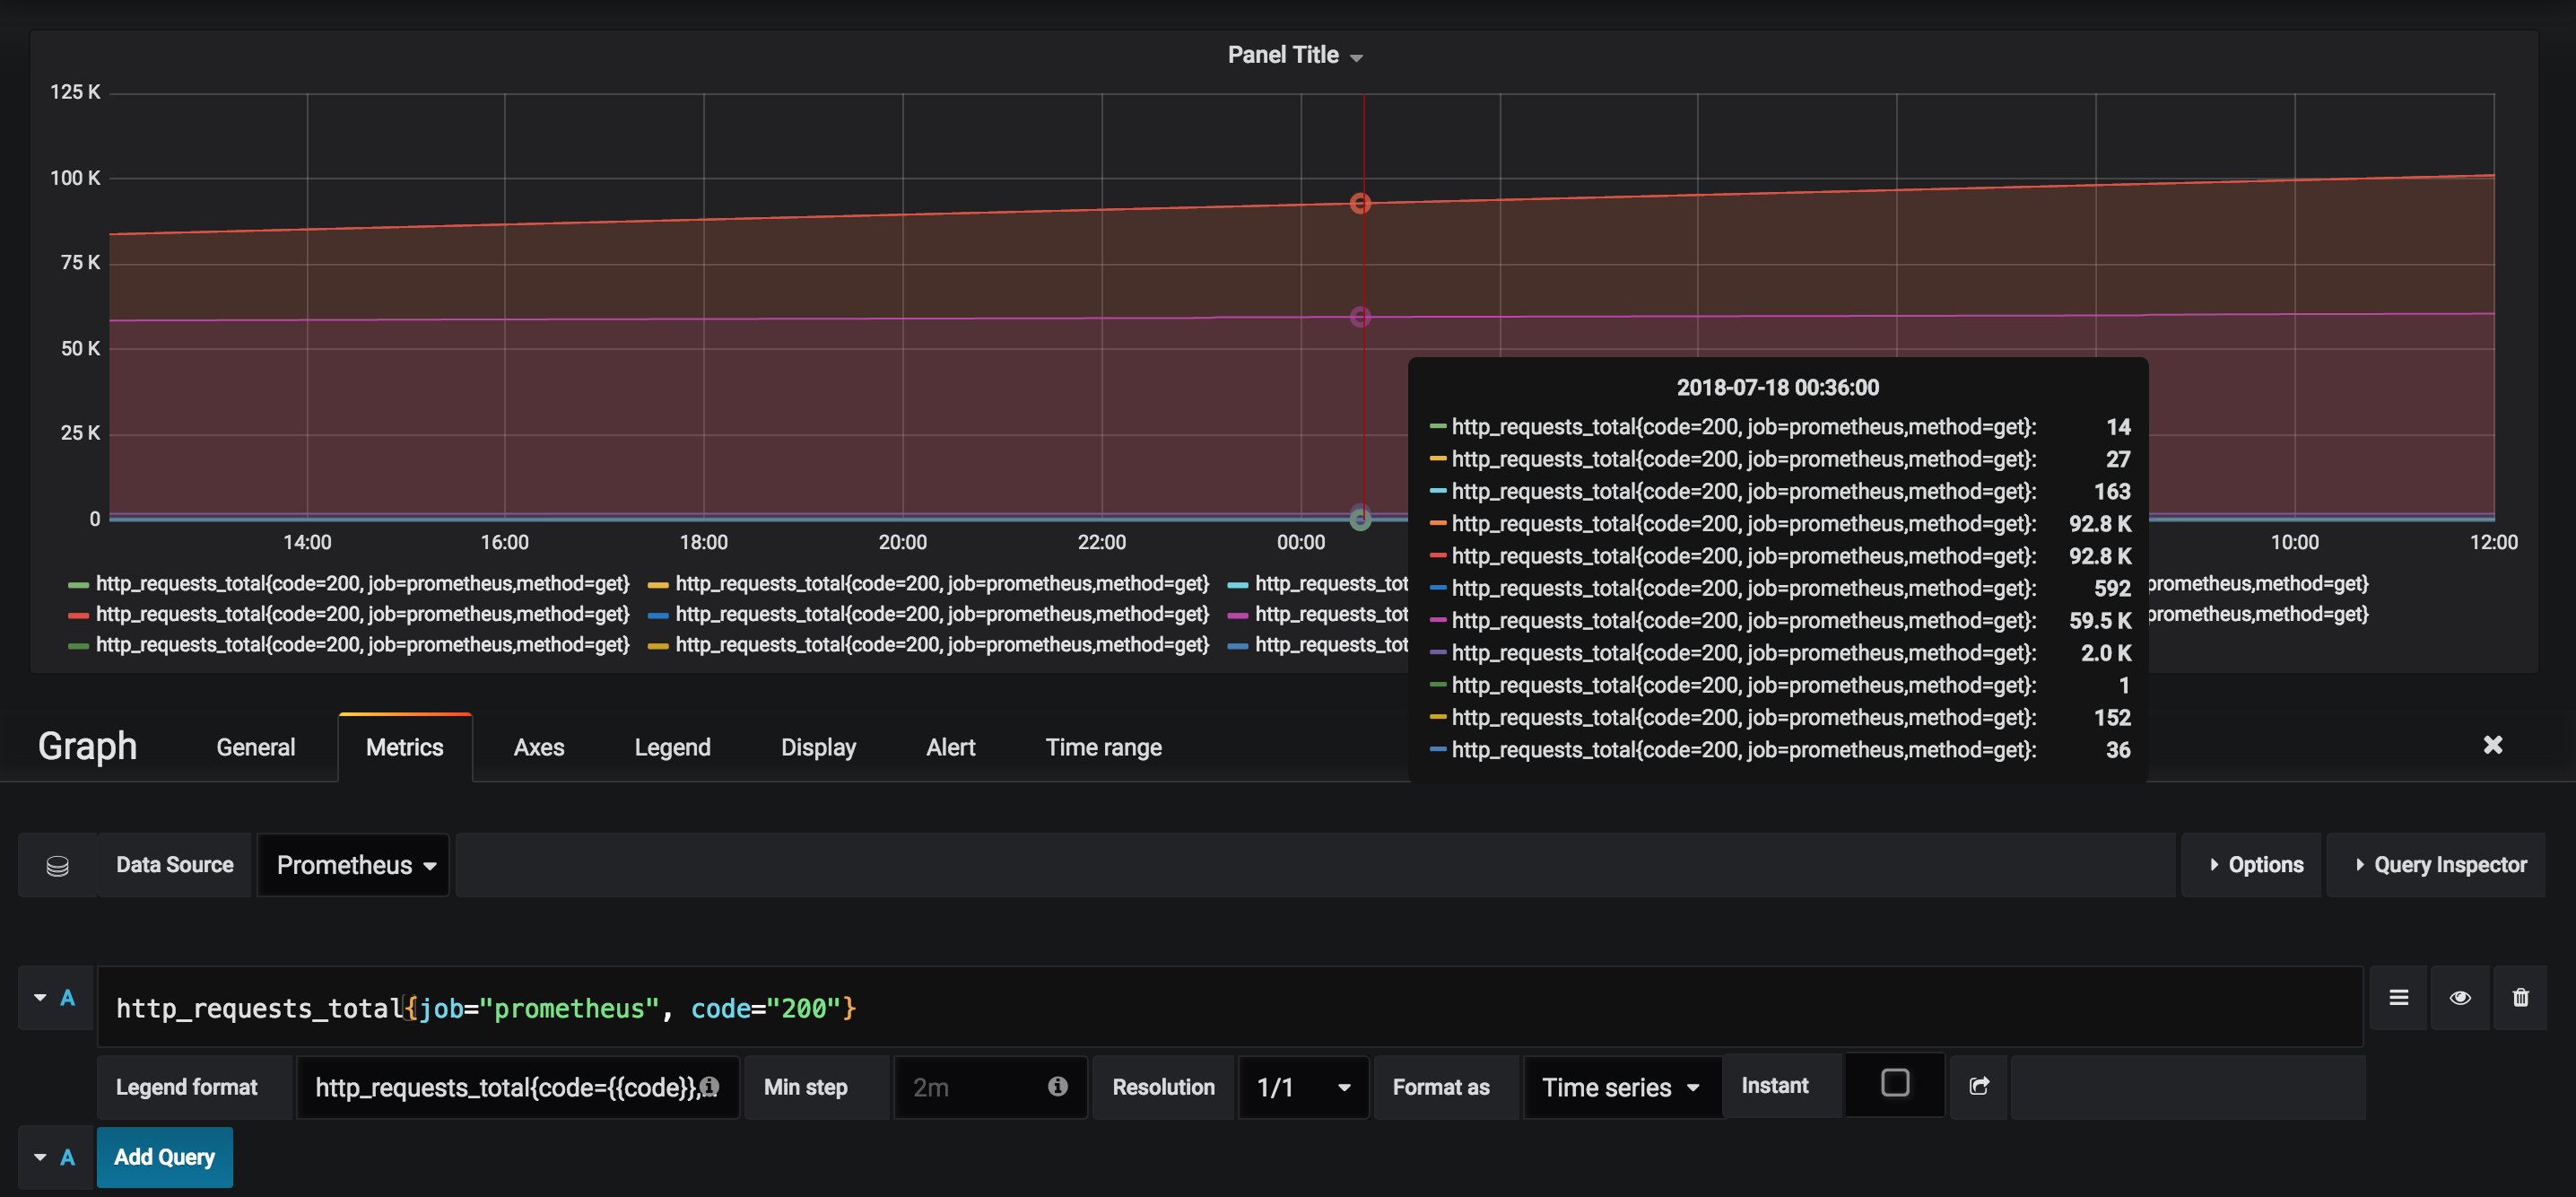 Panel Title
125 K
100 K
75 K
50 K
25 K
0
14:00 16:00 18:00 20:00 22:00 00:00 10:00 12:00
2018-07-18 00:36:00
http_requests_total{code=200, job=prometheus,method=get}: 14
http_requests_total{code=200, job=prometheus,method=get}: 27
http_requests_total{code=200, job=prometheus,method=get}: 163
http_requests_total{code=200, job=prometheus,method=get}: 92.8 K
http_requests_total{code=200, job=prometheus,method=get}: 92.8 K
http_requests_total{code=200, job=prometheus,method=get}: 592
http_requests_total{code=200, job=prometheus,method=get}: 59.5 K
http_requests_total{code=200, job=prometheus,method=get}: 2.0 K
http_requests_total{code=200, job=prometheus,method=get}: 1
http_requests_total{code=200, job=prometheus,method=get}: 152
http_requests_total{code=200, job=prometheus,method=get}: 36
http_requests_total{code=200, job=prometheus,method=get} http_requests_total{code=200, job=prometheus,method=get} http_requests_tot prometheus,method=get}
http_requests_total{code=200, job=prometheus,method=get} http_requests_total{code=200, job=prometheus,method=get} http_requests_tot prometheus,method=get}
http_requests_total{code=200, job=prometheus,method=get} http_requests_total{code=200, job=prometheus,method=get} http_requests_tot
Graph General Metrics Axes Legend Display Alert Time range
Data Source Prometheus Options Query Inspector
A http_requests_total{job="prometheus", code="200"}
Legend format http_requests_total{code={{code}}, Min step 2m Resolution 1/1 Format as Time series Instant
A Add Query